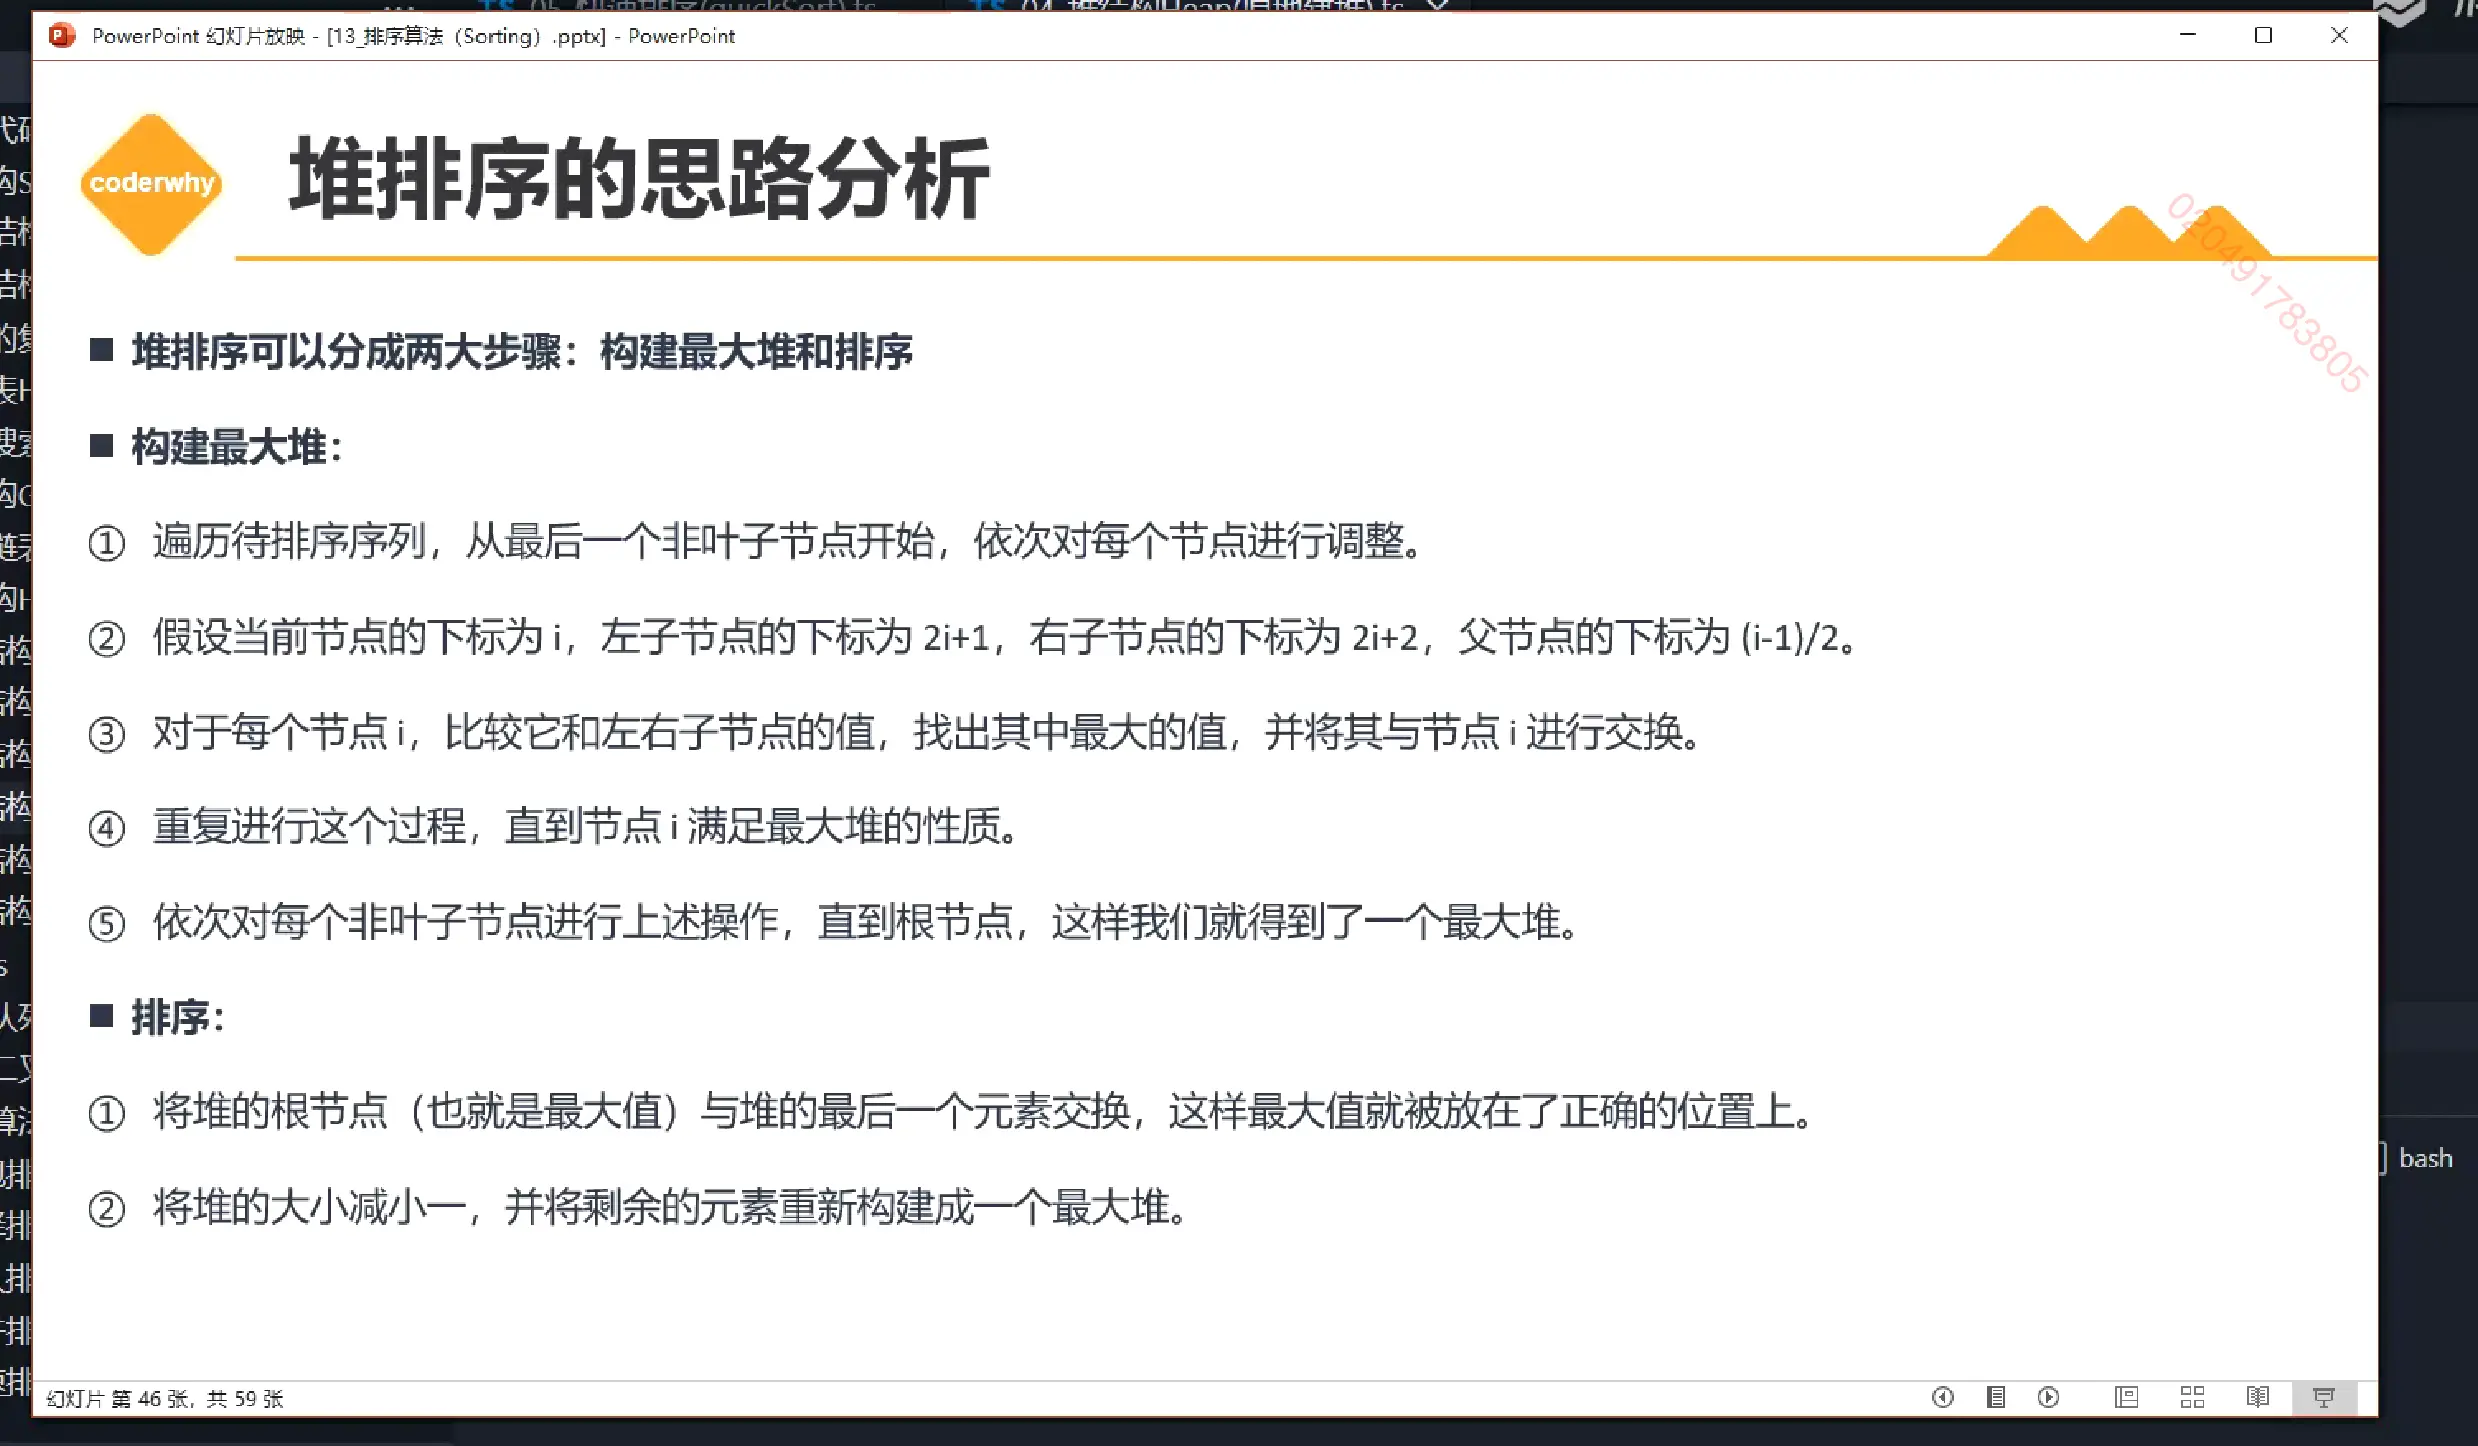 PowerPoint 幻灯片放映 - [13_排序算法（Sorting）.pptx] - PowerPoint
coderwhy
堆排序的思路分析
020491783805
■ 堆排序可以分成两大步骤：构建最大堆和排序
■ 构建最大堆：
① 遍历待排序序列，从最后一个非叶子节点开始，依次对每个节点进行调整。
② 假设当前节点的下标为 i，左子节点的下标为 2i+1，右子节点的下标为 2i+2，父节点的下标为 (i-1)/2。
③ 对于每个节点 i，比较它和左右子节点的值，找出其中最大的值，并将其与节点 i 进行交换。
④ 重复进行这个过程，直到节点 i 满足最大堆的性质。
⑤ 依次对每个非叶子节点进行上述操作，直到根节点，这样我们就得到了一个最大堆。
■ 排序：
① 将堆的根节点（也就是最大值）与堆的最后一个元素交换，这样最大值就被放在了正确的位置上。
② 将堆的大小减小一，并将剩余的元素重新构建成一个最大堆。
bash
幻灯片 第 46 张，共 59 张